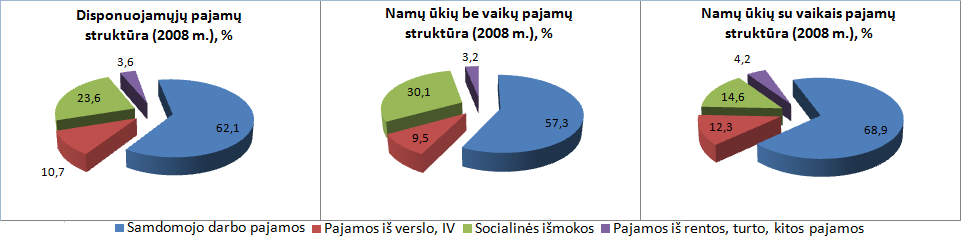 Disponuojamųjų pajamų
struktūra (2008 m.), %
3,6
23,6
62,1
10,7
Namų ūkių be vaikų pajamų
struktūra (2008 m.), %
3,2
30,1
57,3
9,5
Namų ūkių su vaikais pajamų
struktūra (2008 m.), %
4,2
14,6
12,3
68,9
Samdomojo darbo pajamos Pajamos iš verslo, IV Socialinės išmokos Pajamos iš rentos, turto, kitos pajamos